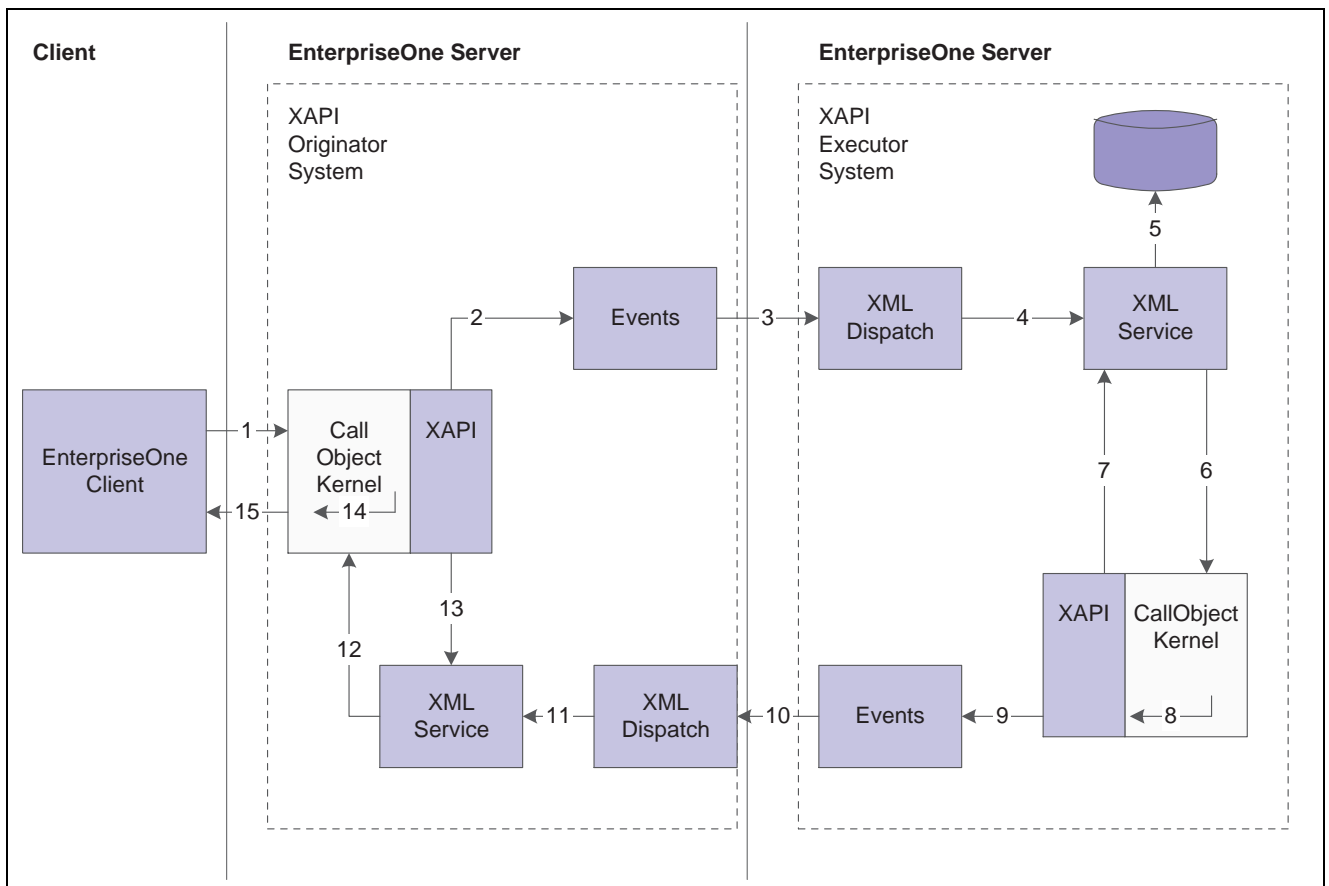 Client
EnterpriseOne Server
EnterpriseOne Server
XAPI
Originator
System
XAPI
Executor
System
5
2
Events
3
XML
Dispatch
4
XML
Service
EnterpriseOne
Client
1
Call
Object
Kernel
XAPI
15
14
7
6
13
12
XML
Service
11
XML
Dispatch
10
Events
9
XAPI
CallObject
Kernel
8